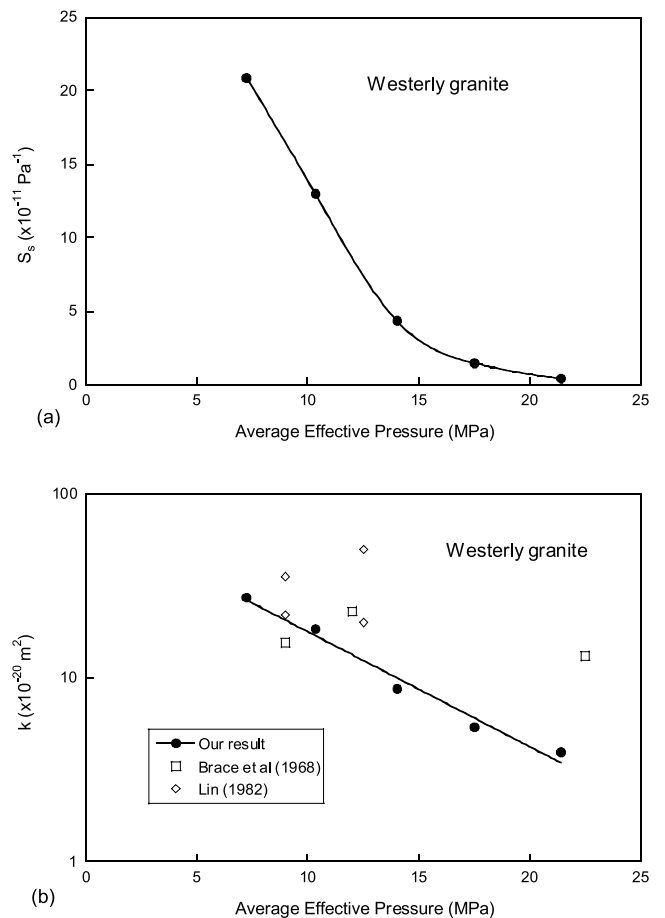 25
20
15
10
5
0
S_s (x10^-11 Pa^-1)
Westerly granite
0 5 10 15 20 25
Average Effective Pressure (MPa)
(a)
100
10
1
k (x10^-20 m^2)
Westerly granite
Our result
Brace et al (1968)
Lin (1982)
0 5 10 15 20 25
Average Effective Pressure (MPa)
(b)